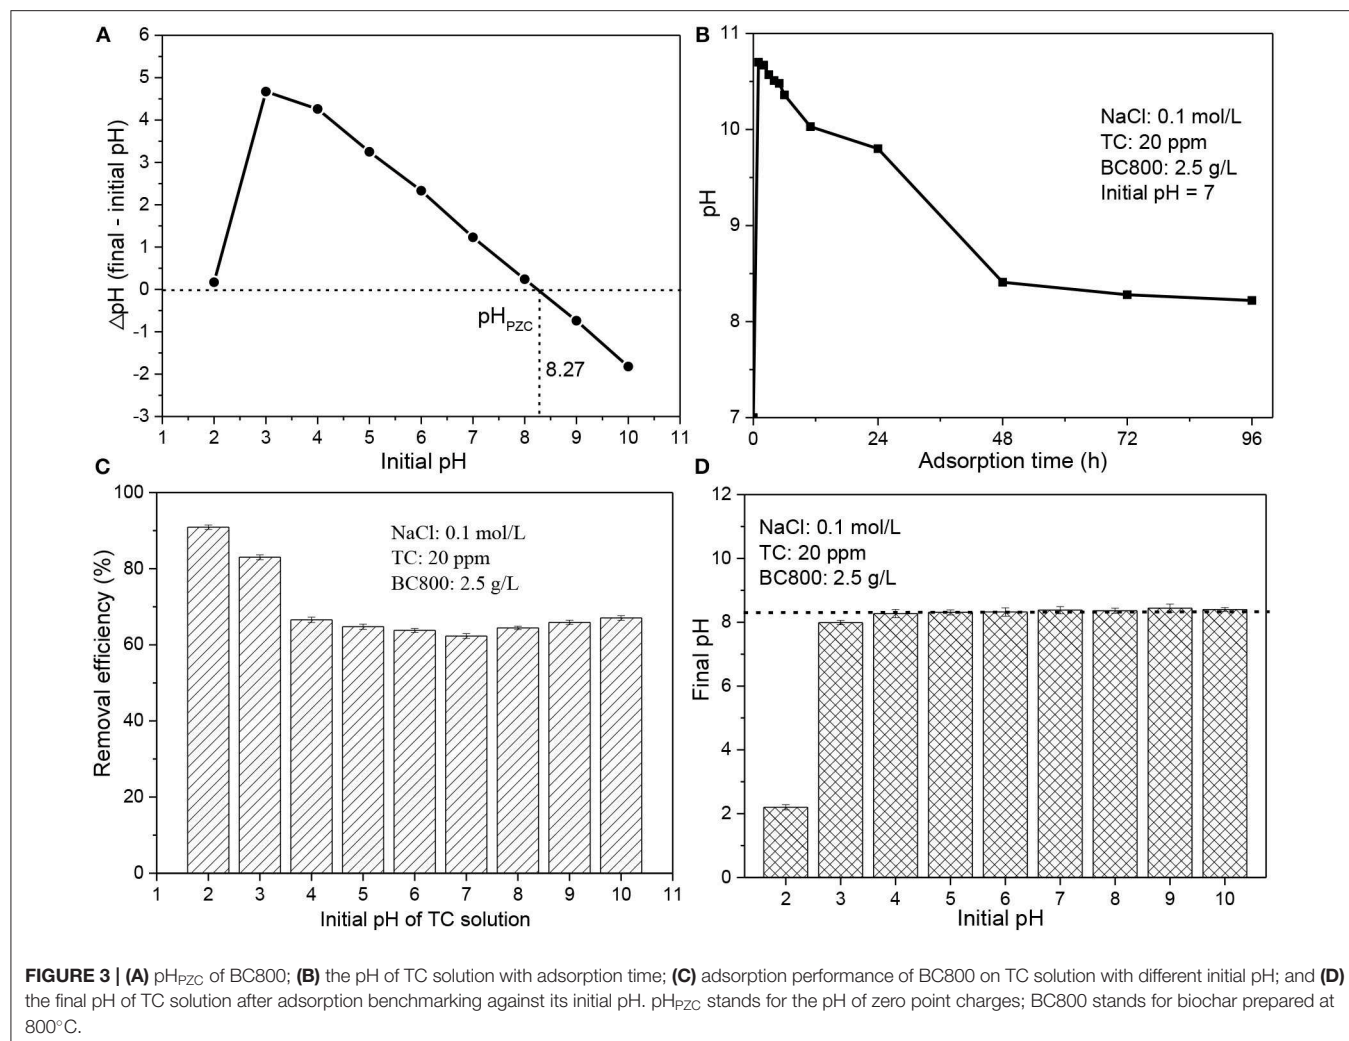 A
6
5
4
3
2
1
0
-1
-2
-3
△pH (final - initial pH)
pH_PZC
8.27
1 2 3 4 5 6 7 8 9 10 11
Initial pH
B
11
10
9
8
7
pH
NaCl: 0.1 mol/L
TC: 20 ppm
BC800: 2.5 g/L
Initial pH = 7
0 24 48 72 96
Adsorption time (h)
C
100
80
60
40
20
0
Removal efficiency (%)
NaCl: 0.1 mol/L
TC: 20 ppm
BC800: 2.5 g/L
1 2 3 4 5 6 7 8 9 10 11
Initial pH of TC solution
D
12
10
8
6
4
2
0
Final pH
NaCl: 0.1 mol/L
TC: 20 ppm
BC800: 2.5 g/L
2 3 4 5 6 7 8 9 10
Initial pH
FIGURE 3 | (A) pHPZC of BC800; (B) the pH of TC solution with adsorption time; (C) adsorption performance of BC800 on TC solution with different initial pH; and (D)
the final pH of TC solution after adsorption benchmarking against its initial pH. pHPZC stands for the pH of zero point charges; BC800 stands for biochar prepared at
800°C.